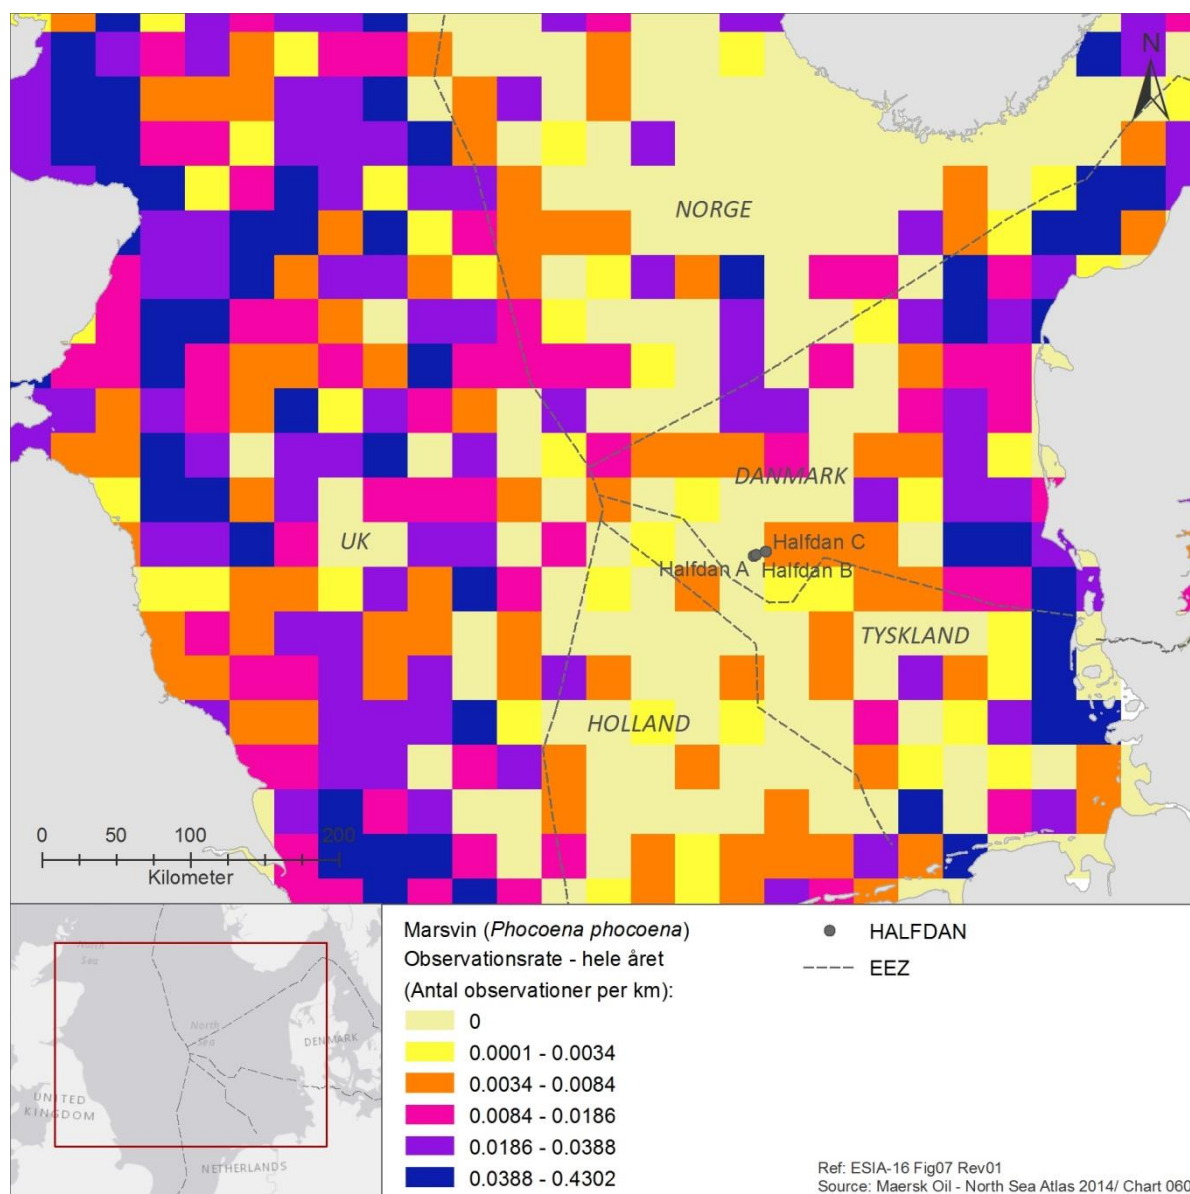 N
NORGE
DANMARK
UK
Halfdan C
Halfdan A
Halfdan B
TYSKLAND
HOLLAND
0 50 100 200
Kilometer
North
Sea
North
Sea
DENMARK
UNITED
KINGDOM
NETHERLANDS
Marsvin (Phocoena phocoena)
Observationsrate - hele året
(Antal observationer per km):
0
0.0001 - 0.0034
0.0034 - 0.0084
0.0084 - 0.0186
0.0186 - 0.0388
0.0388 - 0.4302
HALFDAN
EEZ
Ref: ESIA-16 Fig07 Rev01
Source: Maersk Oil - North Sea Atlas 2014/ Chart 060